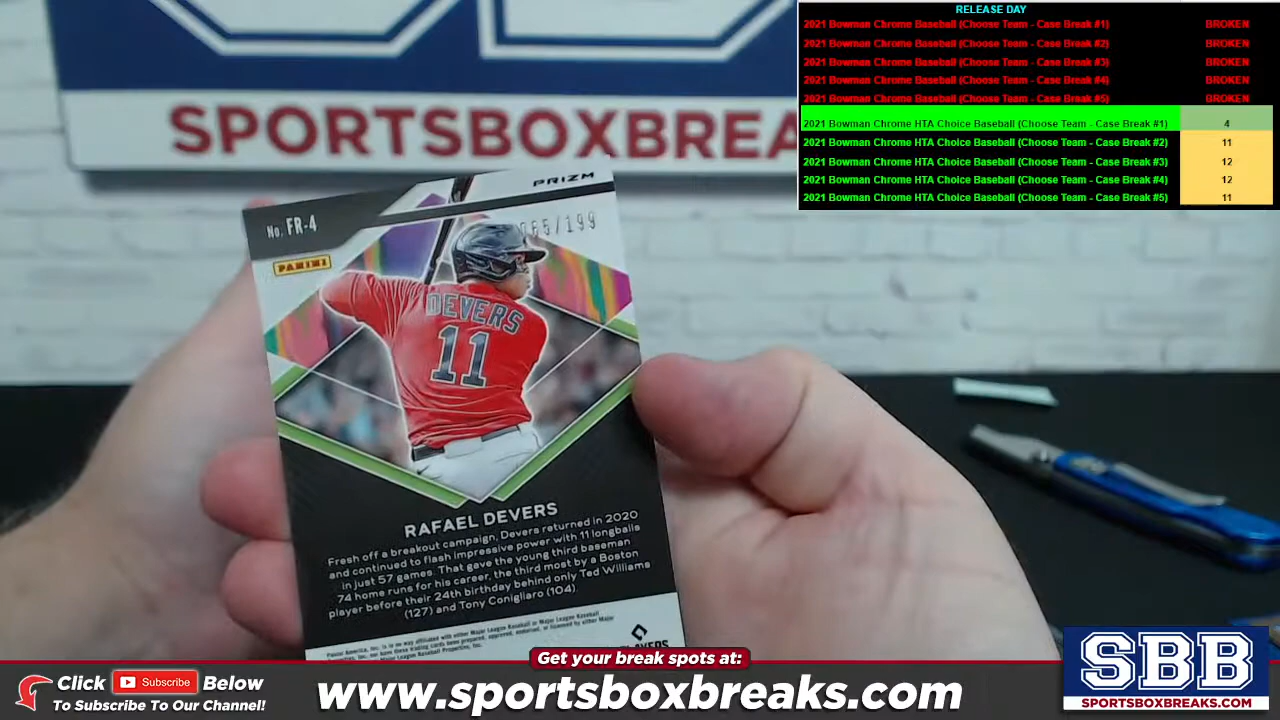 RELEASE DAY
2021 Bowman Chrome Baseball (Choose Team - Case Break #1) BROKEN
2021 Bowman Chrome Baseball (Choose Team - Case Break #2) BROKEN
2021 Bowman Chrome Baseball (Choose Team - Case Break #3) BROKEN
2021 Bowman Chrome Baseball (Choose Team - Case Break #4) BROKEN
2021 Bowman Chrome Baseball (Choose Team - Case Break #5) BROKEN
2021 Bowman Chrome HTA Choice Baseball (Choose Team - Case Break #1) 4
2021 Bowman Chrome HTA Choice Baseball (Choose Team - Case Break #2) 11
2021 Bowman Chrome HTA Choice Baseball (Choose Team - Case Break #3) 12
2021 Bowman Chrome HTA Choice Baseball (Choose Team - Case Break #4) 12
2021 Bowman Chrome HTA Choice Baseball (Choose Team - Case Break #5) 11
SPORTSBOXBREA
PRIZM
No. FR-4
065/199
PANINI
DEVERS
11
RAFAEL DEVERS
Fresh off a breakout campaign, Devers returned in 2020
and continued to flash impressive power with 11 longballs
in just 57 games. That gave the young third baseman
74 home runs for his career, the third most by a Boston
player before their 24th birthday behind only Ted Williams
(127) and Tony Conigliaro (104).
PLAYERS
Get your break spots at:
Click Subscribe Below
To Subscribe To Our Channel!
www.sportsboxbreaks.com
SBB
SPORTSBOXBREAKS.COM